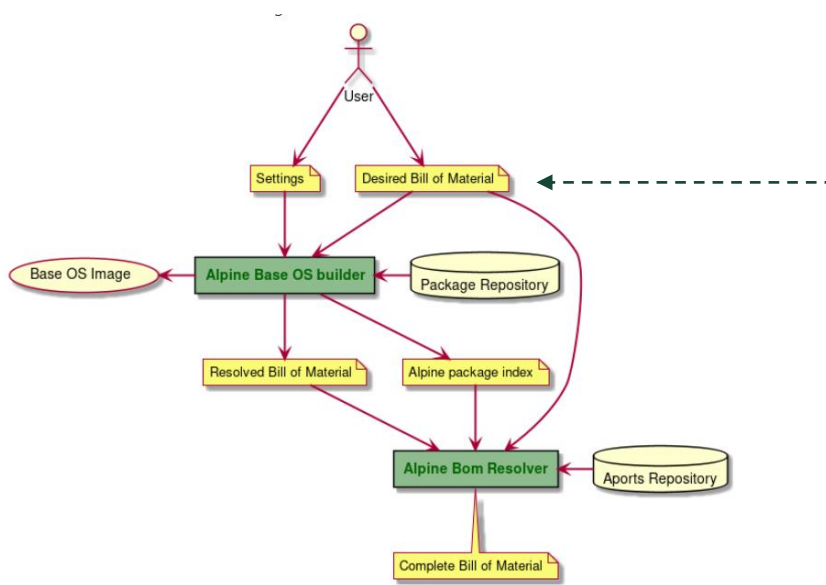 User
Settings
Desired Bill of Material
Base OS Image
Alpine Base OS builder
Package Repository
Resolved Bill of Material
Alpine package index
Alpine Bom Resolver
Aports Repository
Complete Bill of Material